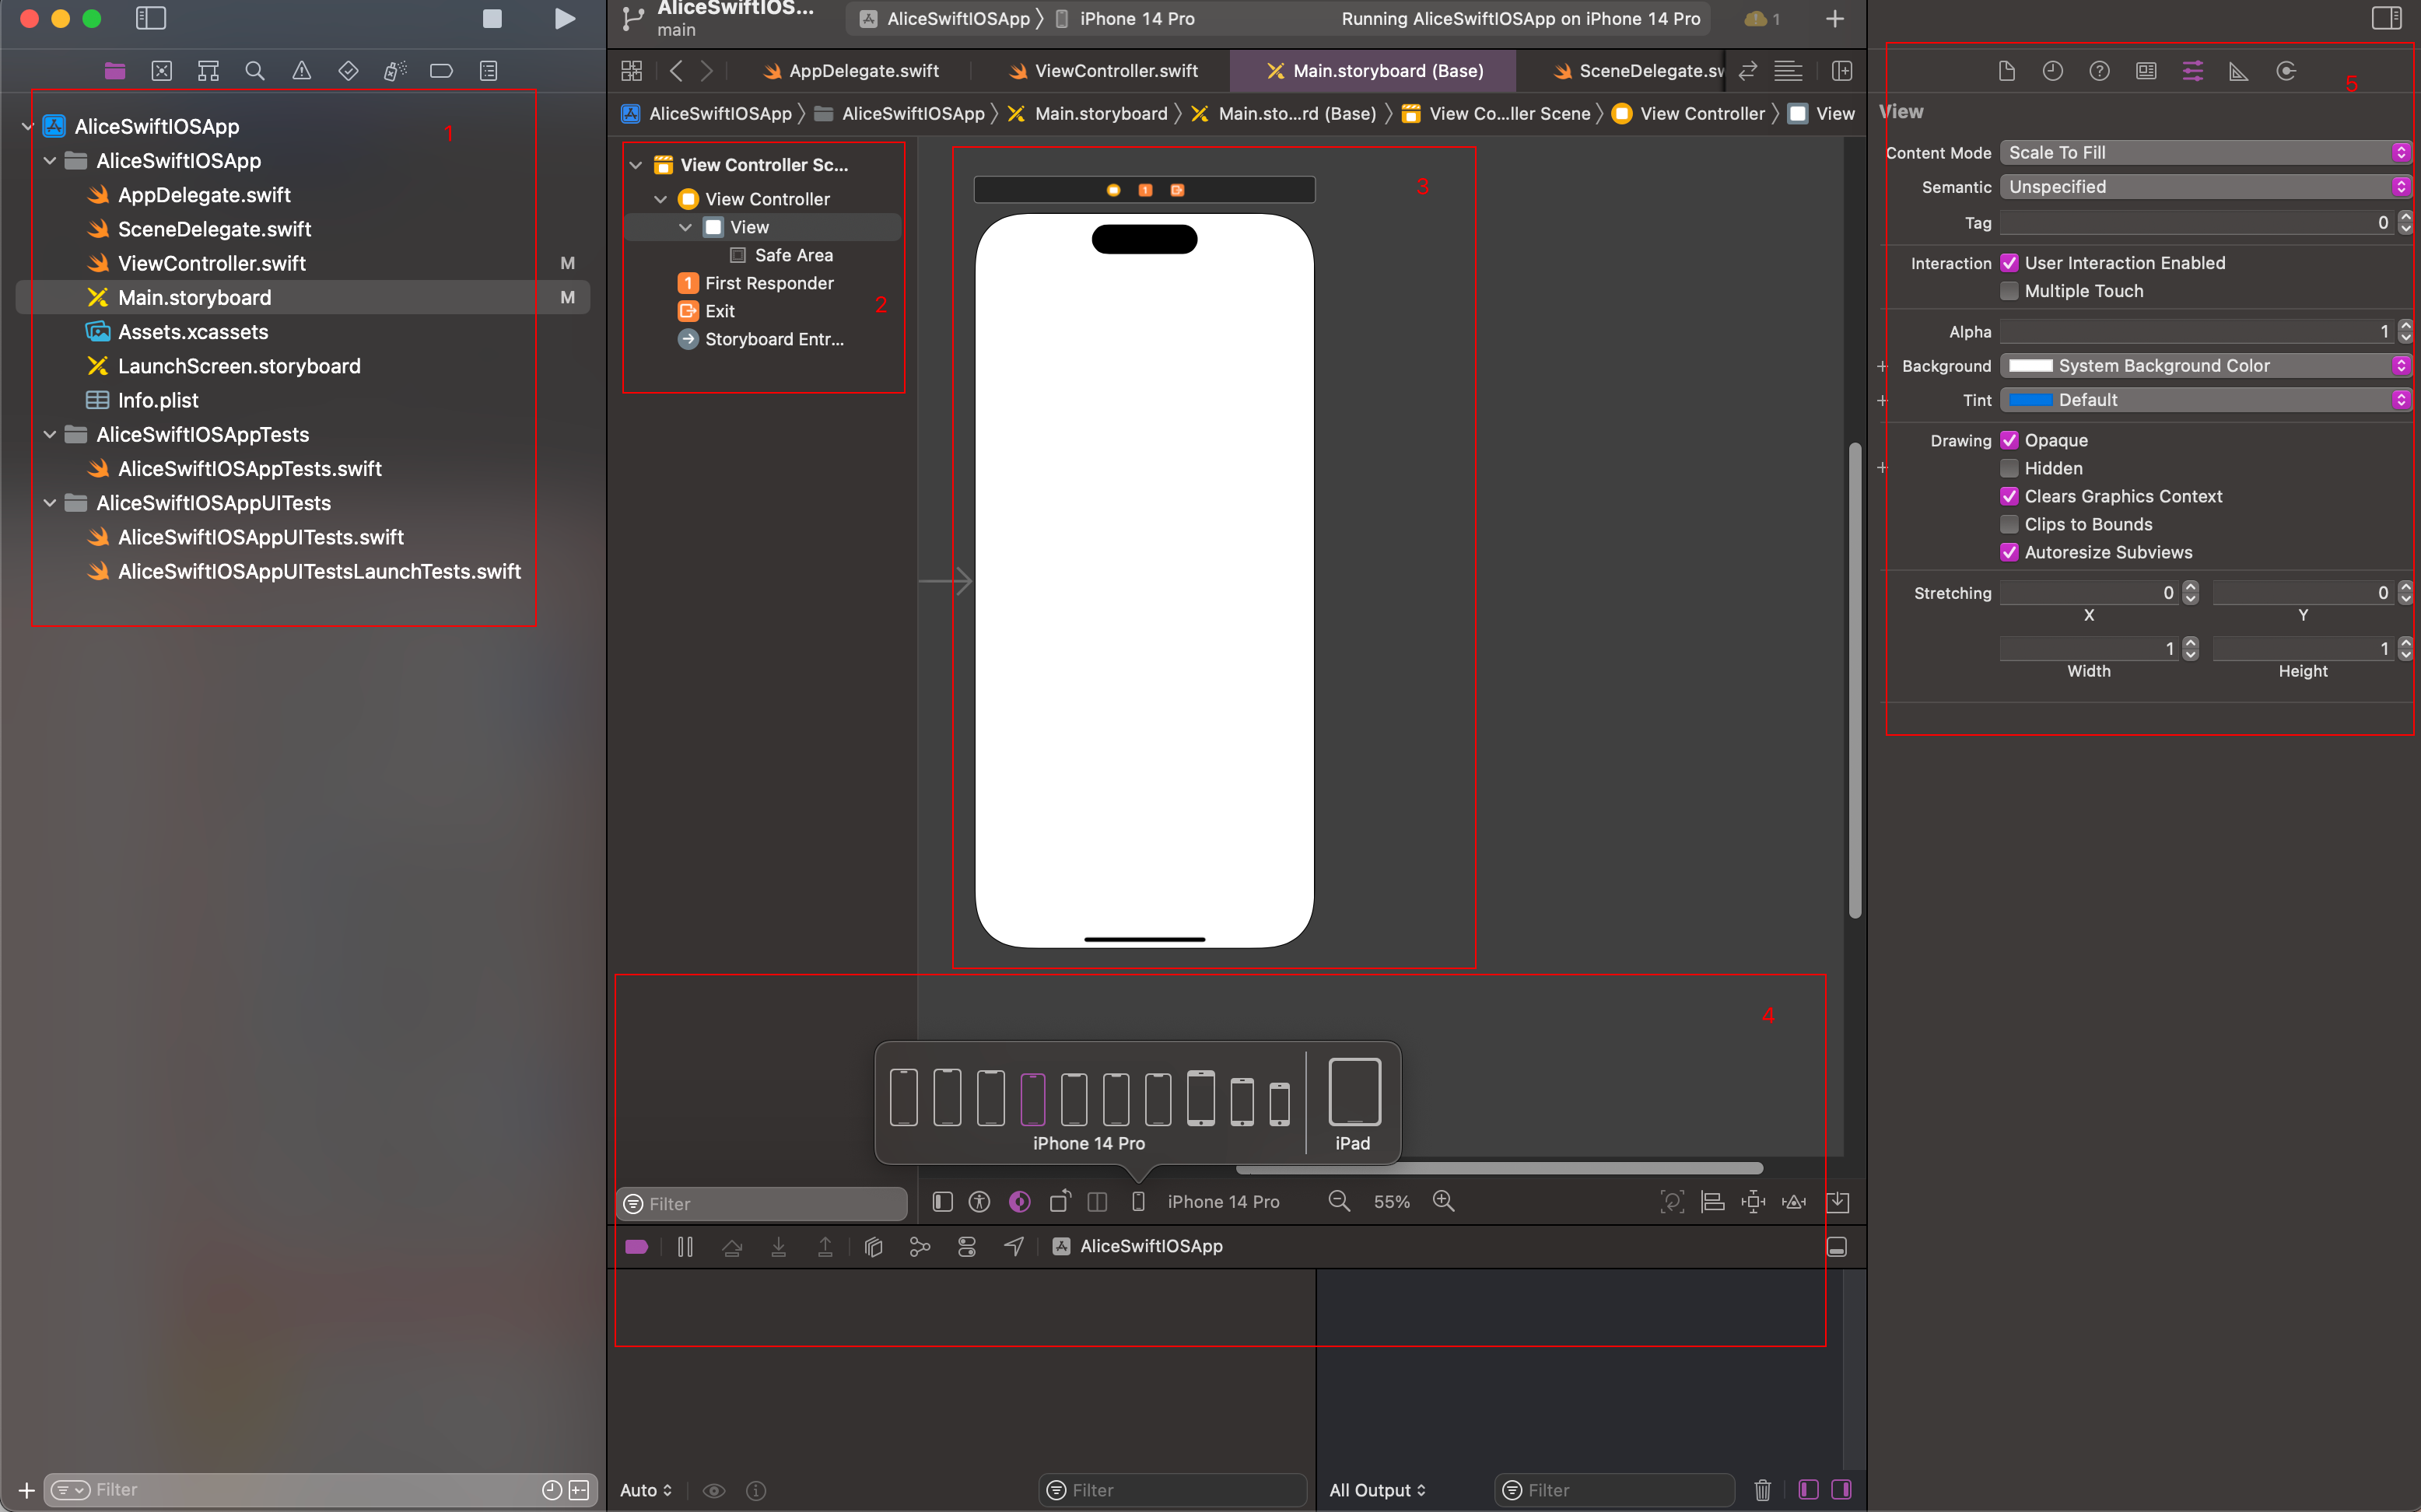 AliceSwiftIOS...
main
AliceSwiftIOSApp
iPhone 14 Pro
Running AliceSwiftIOSApp on iPhone 14 Pro
1
AppDelegate.swift
ViewController.swift
Main.storyboard (Base)
SceneDelegate.sw
AliceSwiftIOSApp
AliceSwiftIOSApp
Main.storyboard
Main.sto...rd (Base)
View Co...ller Scene
View Controller
View
1
AliceSwiftIOSApp
AliceSwiftIOSApp
AppDelegate.swift
SceneDelegate.swift
ViewController.swift M
Main.storyboard M
Assets.xcassets
LaunchScreen.storyboard
Info.plist
AliceSwiftIOSAppTests
AliceSwiftIOSAppTests.swift
AliceSwiftIOSAppUITests
AliceSwiftIOSAppUITests.swift
AliceSwiftIOSAppUITestsLaunchTests.swift
Filter
View Controller Sc...
View Controller
View
Safe Area
1 First Responder
2
Exit
Storyboard Entr...
Filter
3
1
4
iPhone 14 Pro
iPad
iPhone 14 Pro
55%
AliceSwiftIOSApp
Auto
Filter
All Output
Filter
5
View
Content Mode Scale To Fill
Semantic Unspecified
Tag 0
Interaction User Interaction Enabled
Multiple Touch
Alpha 1
Background System Background Color
Tint Default
Drawing Opaque
Hidden
Clears Graphics Context
Clips to Bounds
Autoresize Subviews
Stretching 0 0
X Y
1 1
Width Height